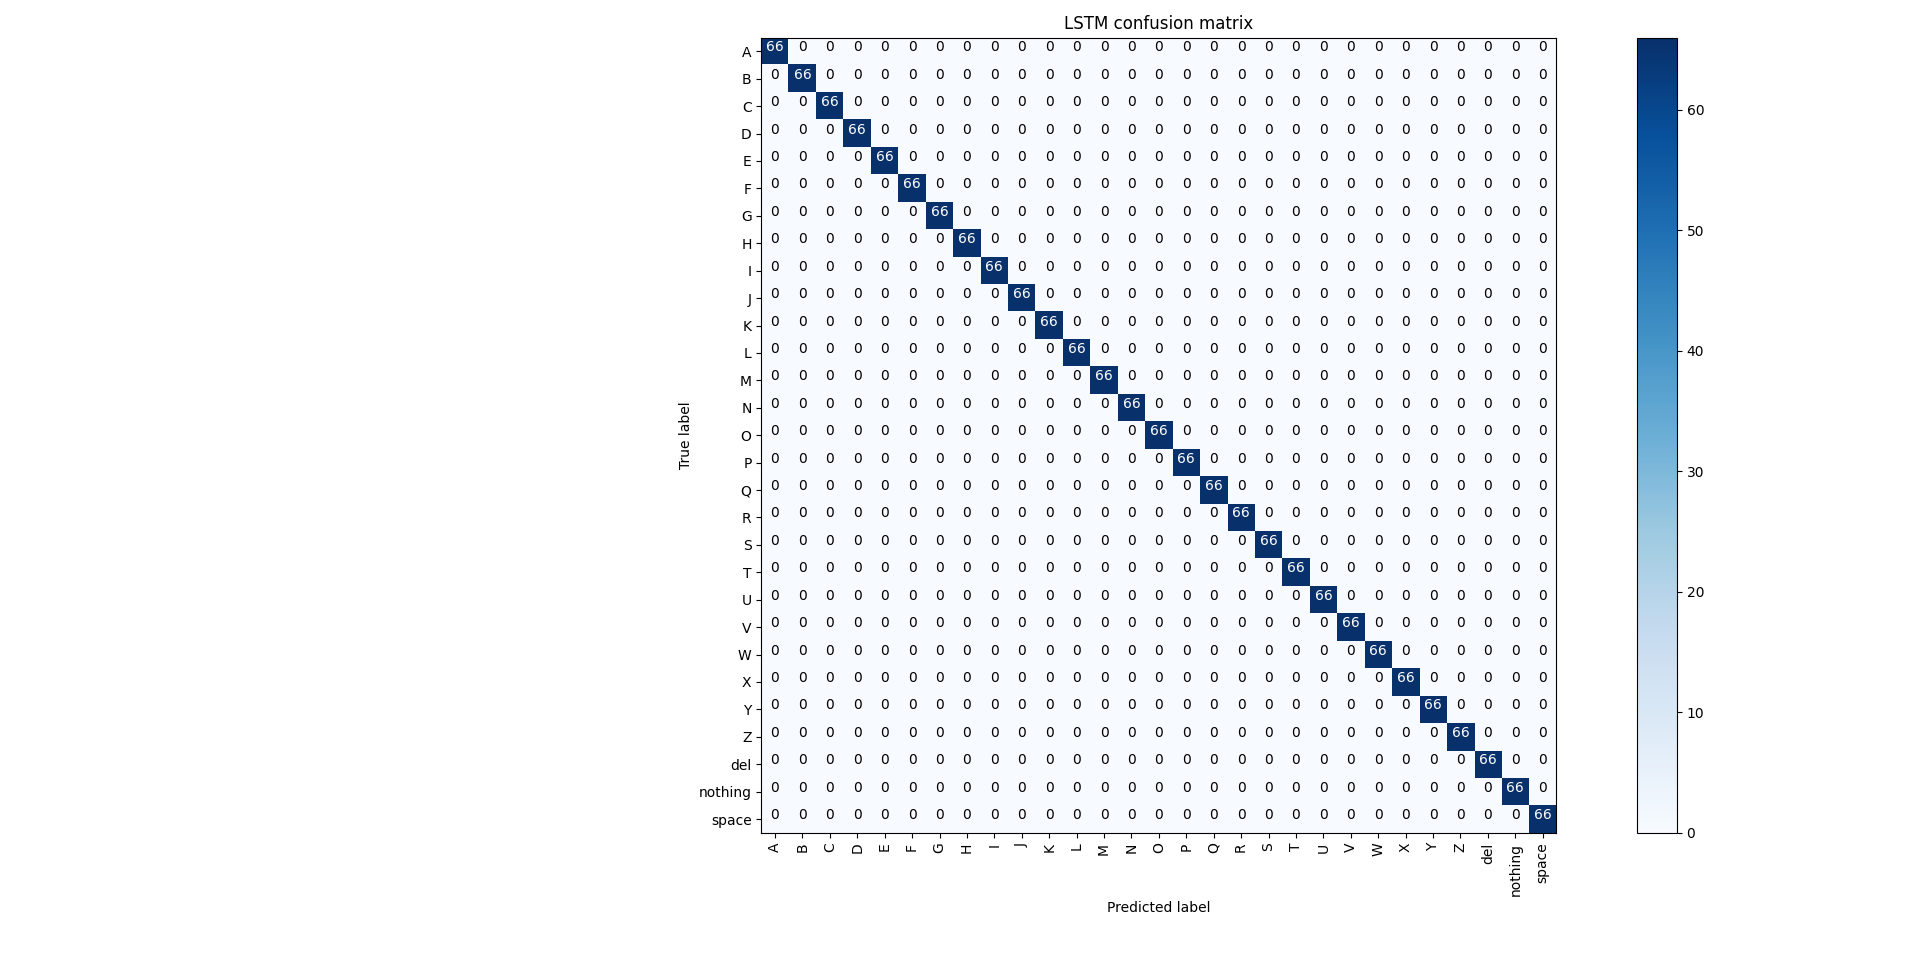 LSTM confusion matrix
A 66 0 0 0 0 0 0 0 0 0 0 0 0 0 0 0 0 0 0 0 0 0 0 0 0 0 0 0 0
B 0 66 0 0 0 0 0 0 0 0 0 0 0 0 0 0 0 0 0 0 0 0 0 0 0 0 0 0 0
C 0 0 66 0 0 0 0 0 0 0 0 0 0 0 0 0 0 0 0 0 0 0 0 0 0 0 0 0 0
D 0 0 0 66 0 0 0 0 0 0 0 0 0 0 0 0 0 0 0 0 0 0 0 0 0 0 0 0 0
E 0 0 0 0 66 0 0 0 0 0 0 0 0 0 0 0 0 0 0 0 0 0 0 0 0 0 0 0 0
F 0 0 0 0 0 66 0 0 0 0 0 0 0 0 0 0 0 0 0 0 0 0 0 0 0 0 0 0 0
G 0 0 0 0 0 0 66 0 0 0 0 0 0 0 0 0 0 0 0 0 0 0 0 0 0 0 0 0 0
H 0 0 0 0 0 0 0 66 0 0 0 0 0 0 0 0 0 0 0 0 0 0 0 0 0 0 0 0 0
I 0 0 0 0 0 0 0 0 66 0 0 0 0 0 0 0 0 0 0 0 0 0 0 0 0 0 0 0 0
J 0 0 0 0 0 0 0 0 0 66 0 0 0 0 0 0 0 0 0 0 0 0 0 0 0 0 0 0 0
K 0 0 0 0 0 0 0 0 0 0 66 0 0 0 0 0 0 0 0 0 0 0 0 0 0 0 0 0 0
L 0 0 0 0 0 0 0 0 0 0 0 66 0 0 0 0 0 0 0 0 0 0 0 0 0 0 0 0 0
M 0 0 0 0 0 0 0 0 0 0 0 0 66 0 0 0 0 0 0 0 0 0 0 0 0 0 0 0 0
N 0 0 0 0 0 0 0 0 0 0 0 0 0 66 0 0 0 0 0 0 0 0 0 0 0 0 0 0 0
O 0 0 0 0 0 0 0 0 0 0 0 0 0 0 66 0 0 0 0 0 0 0 0 0 0 0 0 0 0
P 0 0 0 0 0 0 0 0 0 0 0 0 0 0 0 66 0 0 0 0 0 0 0 0 0 0 0 0 0
Q 0 0 0 0 0 0 0 0 0 0 0 0 0 0 0 0 66 0 0 0 0 0 0 0 0 0 0 0 0
R 0 0 0 0 0 0 0 0 0 0 0 0 0 0 0 0 0 66 0 0 0 0 0 0 0 0 0 0 0
S 0 0 0 0 0 0 0 0 0 0 0 0 0 0 0 0 0 0 66 0 0 0 0 0 0 0 0 0 0
T 0 0 0 0 0 0 0 0 0 0 0 0 0 0 0 0 0 0 0 66 0 0 0 0 0 0 0 0 0
U 0 0 0 0 0 0 0 0 0 0 0 0 0 0 0 0 0 0 0 0 66 0 0 0 0 0 0 0 0
V 0 0 0 0 0 0 0 0 0 0 0 0 0 0 0 0 0 0 0 0 0 66 0 0 0 0 0 0 0
W 0 0 0 0 0 0 0 0 0 0 0 0 0 0 0 0 0 0 0 0 0 0 66 0 0 0 0 0 0
X 0 0 0 0 0 0 0 0 0 0 0 0 0 0 0 0 0 0 0 0 0 0 0 66 0 0 0 0 0
Y 0 0 0 0 0 0 0 0 0 0 0 0 0 0 0 0 0 0 0 0 0 0 0 0 66 0 0 0 0
Z 0 0 0 0 0 0 0 0 0 0 0 0 0 0 0 0 0 0 0 0 0 0 0 0 0 66 0 0 0
del 0 0 0 0 0 0 0 0 0 0 0 0 0 0 0 0 0 0 0 0 0 0 0 0 0 0 66 0 0
nothing 0 0 0 0 0 0 0 0 0 0 0 0 0 0 0 0 0 0 0 0 0 0 0 0 0 0 0 66 0
space 0 0 0 0 0 0 0 0 0 0 0 0 0 0 0 0 0 0 0 0 0 0 0 0 0 0 0 0 66
True label
A B C D E F G H I J K L M N O P Q R S T U V W X Y Z del nothing space
Predicted label
60
50
40
30
20
10
0